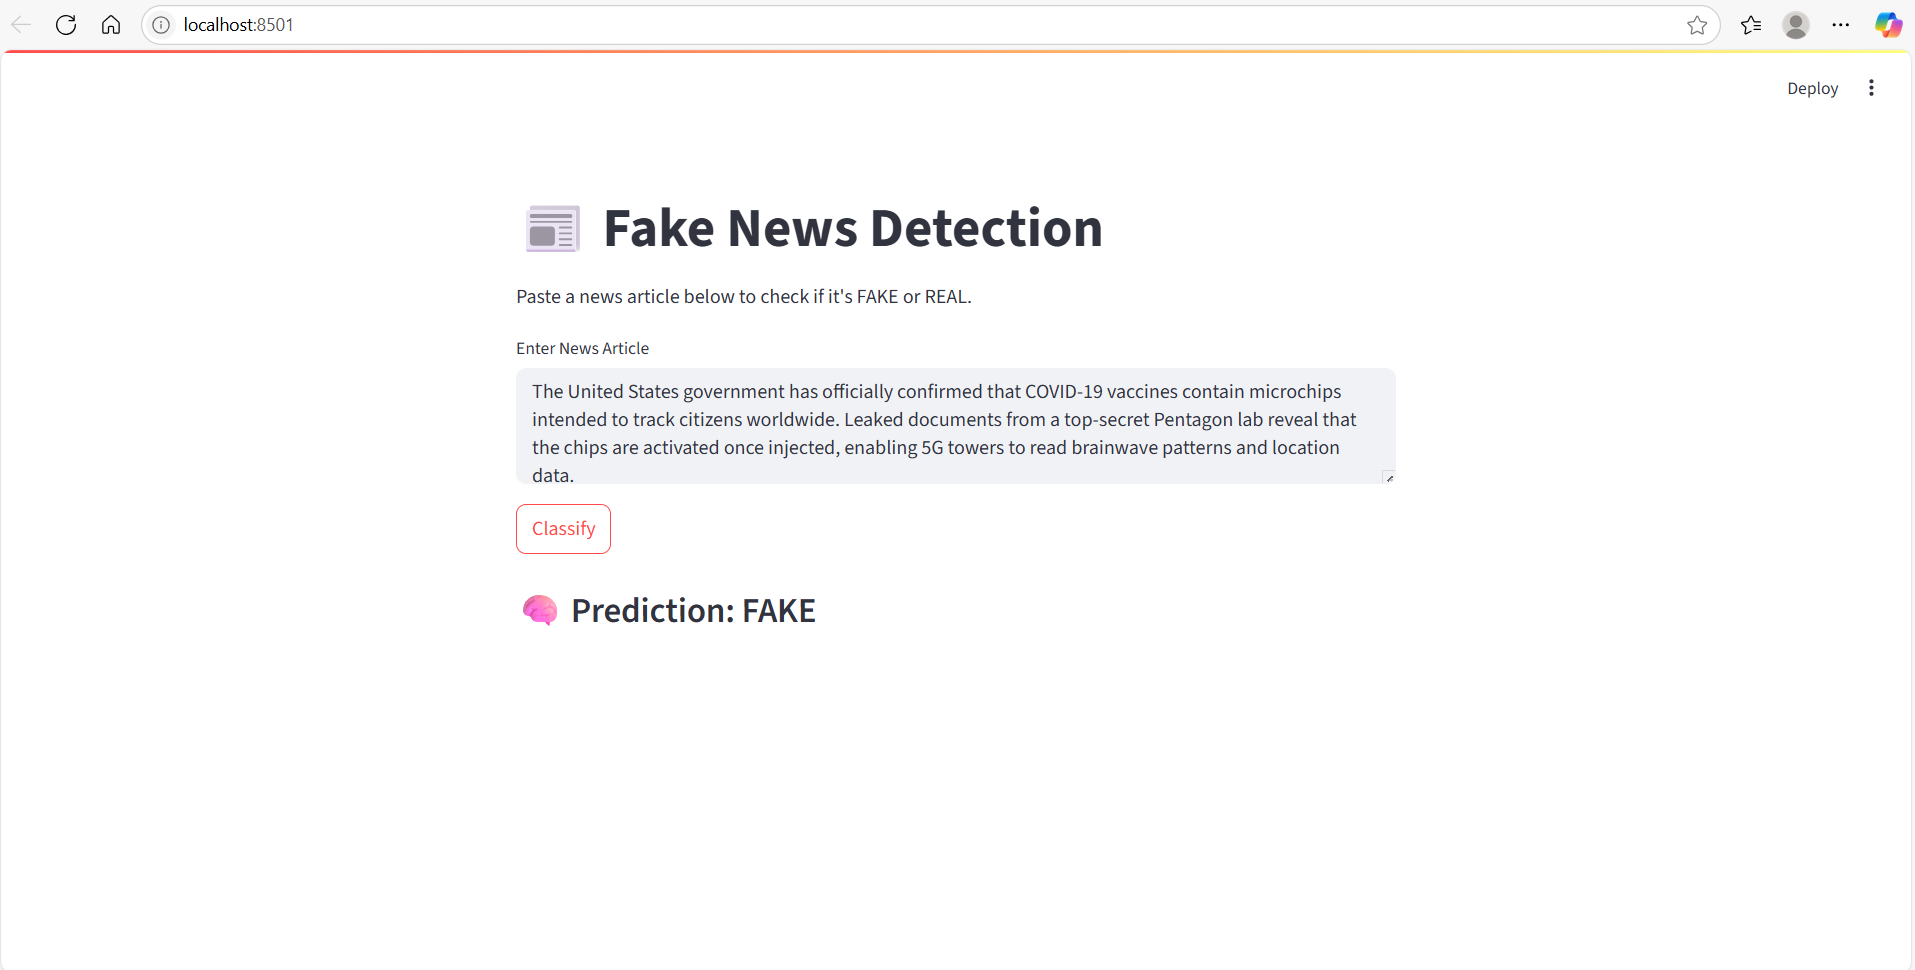 localhost:8501
Deploy
Fake News Detection
Paste a news article below to check if it's FAKE or REAL.
Enter News Article
The United States government has officially confirmed that COVID-19 vaccines contain microchips
intended to track citizens worldwide. Leaked documents from a top-secret Pentagon lab reveal that
the chips are activated once injected, enabling 5G towers to read brainwave patterns and location
data.
Classify
Prediction: FAKE